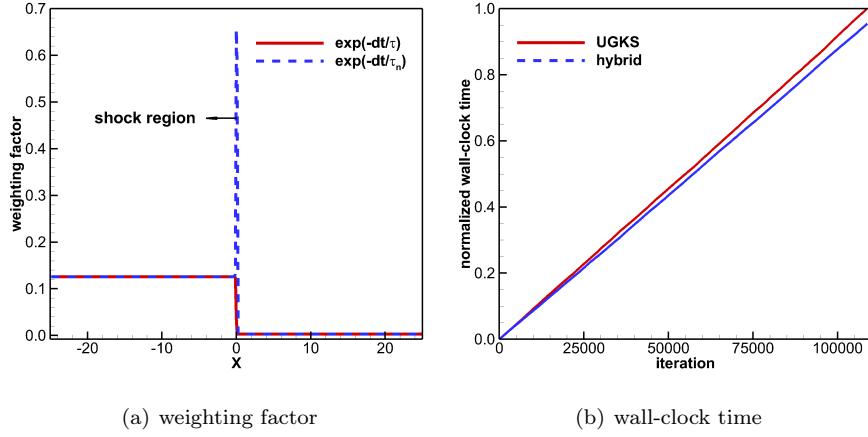 0.7
0.6
0.5
0.4
0.3
0.2
0.1
0.0
weighting factor
exp(-dt/τ)
exp(-dt/τn)
shock region
-20
-10
0
10
20
X
(a) weighting factor
1.0
0.8
0.6
0.4
0.2
0.0
normalized wall-clock time
UGKS
hybrid
0
25000
50000
75000
100000
iteration
(b) wall-clock time